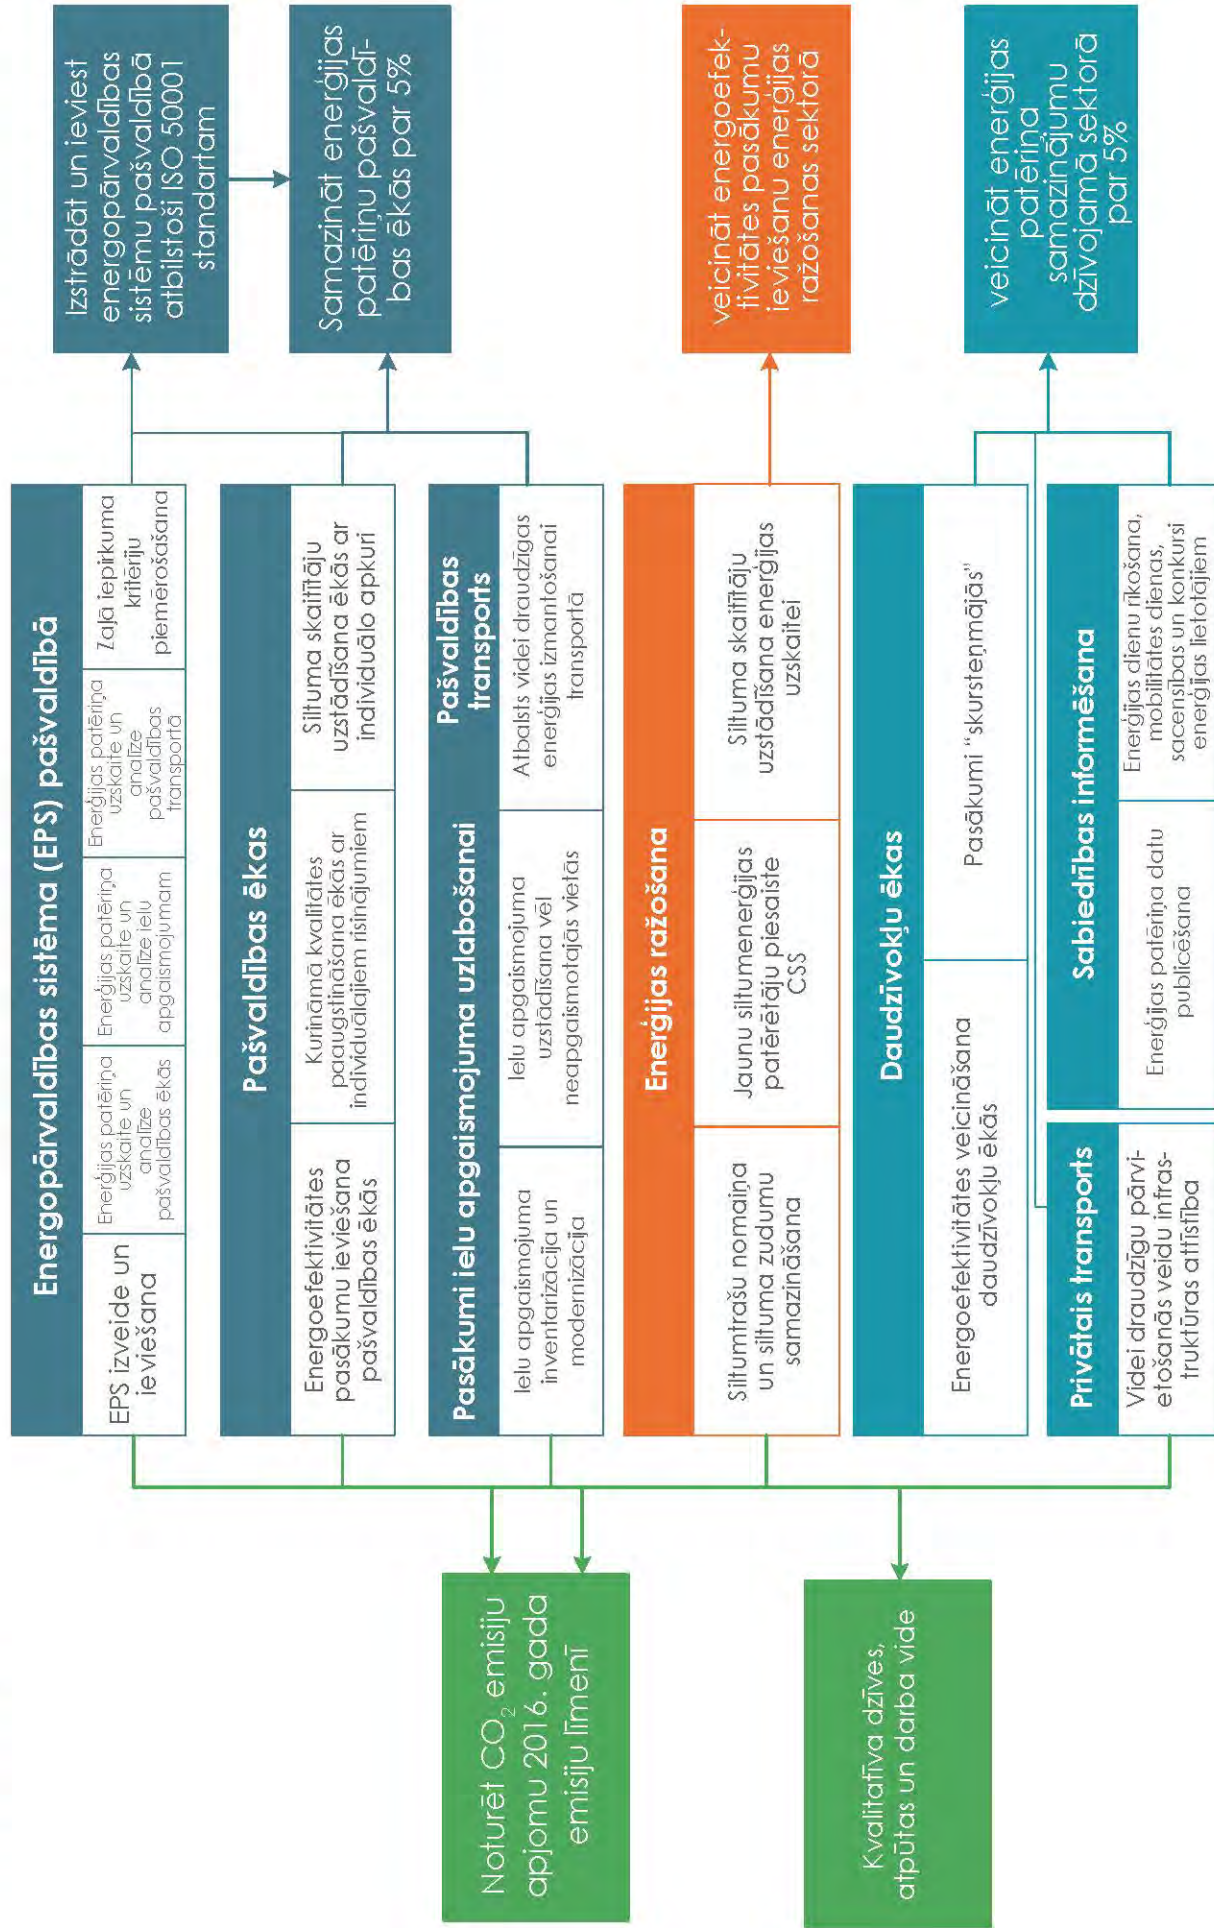 Noturēt CO₂ emisiju
apjomu 2016. gada
emisiju līmenī
Kvalitatīva dzīves,
atpūtas un darba vide
Energopārvaldības sistēma (EPS) pašvaldībā
EPS izveide un
ieviešana
Enerģijas patēriņa
uzskaite un
analīze
pašvaldības ēkās
Enerģijas patēriņa
uzskaite un
analīze ielu
apgaismojumam
Enerģijas patēriņa
uzskaite un
analīze
pašvaldības
transportā
Zaļā iepirkuma
kritēriju
piemērošašana
Pašvaldības ēkas
Energoefektivitātes
pasākumu ieviešana
pašvaldības ēkās
Kurināmā kvalitātes
paaugstināšana ēkās ar
individuālajiem risinājumiem
Siltuma skaitītāju
uzstādīšana ēkās ar
individuālo apkuri
Pasākumi ielu apgaismojuma uzlabošanai
Ielu apgaismojuma
inventarizācija un
modernizācija
Ielu apgaismojuma
uzstādīšana vēl
neapgaismotajās vietās
Pašvaldības
transports
Atbalsts videi draudzīgas
enerģijas izmantošanai
transportā
Enerģijas ražošana
Siltumtrašu nomaiņa
un siltuma zudumu
samazināšana
Jaunu siltumenerģijas
patērētāju piesaiste
CSS
Siltuma skaitītāju
uzstādīšana enerģijas
uzskaitei
Daudzīvokļu ēkas
Energoefektivitātes veicināšana
daudzīvokļu ēkās
Pasākumi “skursteņmājās”
Privātais transports
Videi draudzīgu pārvi-
etošanās veidu infras-
truktūras attīstība
Sabiedrības informēšana
Enerģijas patēriņa datu
publicēšana
Enerģijas dienu rīkošana,
mobilitātes dienas,
sacensības un konkursi
enerģijas lietotājiem
Izstrādāt un ieviest
energopārvaldības
sistēmu pašvaldībā
atbilstoši ISO 50001
standartam
Samazināt enerģijas
patēriņu pašvaldī-
bas ēkās par 5%
veicināt energoefek-
tivitātes pasākumu
ieviešanu enerģijas
ražošanas sektorā
veicināt enerģijas
patēriņa
samazinājumu
dzīvojamā sektorā
par 5%